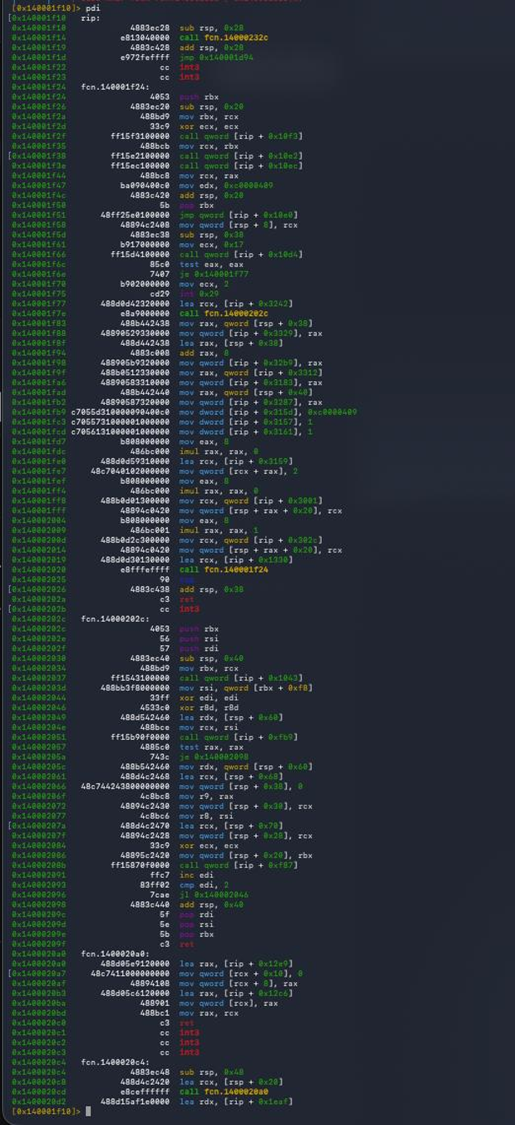 [0x140001f10]> pdi
0x140001f10 rip:
0x140001f10 4883ec28 sub rsp, 0x28
0x140001f14 e813040000 call fcn.14000232c
0x140001f19 4883c428 add rsp, 0x28
0x140001f1d e972feffff jmp 0x140001d94
0x140001f22 cc int3
0x140001f23 cc int3
0x140001f24 fcn.140001f24:
0x140001f24 4053 push rbx
0x140001f26 4883ec20 sub rsp, 0x20
0x140001f2a 488bd9 mov rbx, rcx
0x140001f2d 33c9 xor ecx, ecx
0x140001f2f ff15f3100000 call qword [rip + 0x10f3]
0x140001f35 488bcb mov rcx, rbx
[0x140001f38 ff15e2100000 call qword [rip + 0x10e2]
0x140001f3e ff15ec100000 call qword [rip + 0x10ec]
0x140001f44 488bc8 mov rcx, rax
0x140001f47 ba090400c0 mov edx, 0xc0000409
0x140001f4c 4883c420 add rsp, 0x20
0x140001f50 5b pop rbx
0x140001f51 48ff25e0100000 jmp qword [rip + 0x10e0]
0x140001f58 48894c2408 mov qword [rsp + 8], rcx
0x140001f5d 4883ec38 sub rsp, 0x38
0x140001f61 b917000000 mov ecx, 0x17
0x140001f66 ff15d4100000 call qword [rip + 0x10d4]
0x140001f6c 85c0 test eax, eax
0x140001f6e 7407 je 0x140001f77
0x140001f70 b902000000 mov ecx, 2
0x140001f75 cd29 int 0x29
0x140001f77 488d0d42320000 lea rcx, [rip + 0x3242]
0x140001f7e e8a9000000 call fcn.14000202c
0x140001f83 488b442438 mov rax, qword [rsp + 0x38]
0x140001f88 48890529330000 mov qword [rip + 0x3329], rax
0x140001f8f 488d442438 lea rax, [rsp + 0x38]
0x140001f94 4883c008 add rax, 8
0x140001f98 488905b9320000 mov qword [rip + 0x32b9], rax
0x140001f9f 488b0512330000 mov rax, qword [rip + 0x3312]
0x140001fa6 48890583310000 mov qword [rip + 0x3183], rax
0x140001fad 488b442440 mov rax, qword [rsp + 0x40]
0x140001fb2 48890587320000 mov qword [rip + 0x3287], rax
0x140001fb9 c7055d310000090400c0 mov dword [rip + 0x315d], 0xc0000409
0x140001fc3 c7055731000001000000 mov dword [rip + 0x3157], 1
0x140001fcd c7056131000001000000 mov dword [rip + 0x3161], 1
0x140001fd7 b808000000 mov eax, 8
0x140001fdc 486bc000 imul rax, rax, 0
0x140001fe0 488d0d59310000 lea rcx, [rip + 0x3159]
0x140001fe7 48c7040102000000 mov qword [rcx + rax], 2
0x140001fef b808000000 mov eax, 8
0x140001ff4 486bc000 imul rax, rax, 0
0x140001ff8 488b0d01300000 mov rcx, qword [rip + 0x3001]
0x140001fff 48894c0420 mov qword [rsp + rax + 0x20], rcx
0x140002004 b808000000 mov eax, 8
0x140002009 486bc001 imul rax, rax, 1
0x14000200d 488b0d2c300000 mov rcx, qword [rip + 0x302c]
0x140002014 48894c0420 mov qword [rsp + rax + 0x20], rcx
0x140002019 488d0d30130000 lea rcx, [rip + 0x1330]
0x140002020 e8fffeffff call fcn.140001f24
0x140002025 90 nop
[0x140002026 4883c438 add rsp, 0x38
0x14000202a c3 ret
[0x14000202b cc int3
0x14000202c fcn.14000202c:
0x14000202c 4053 push rbx
0x14000202e 56 push rsi
0x14000202f 57 push rdi
0x140002030 4883ec40 sub rsp, 0x40
0x140002034 488bd9 mov rbx, rcx
0x140002037 ff1543100000 call qword [rip + 0x1043]
0x14000203d 488bb3f8000000 mov rsi, qword [rbx + 0xf8]
0x140002044 33ff xor edi, edi
0x140002046 4533c0 xor r8d, r8d
0x140002049 488d542460 lea rdx, [rsp + 0x60]
0x14000204e 488bce mov rcx, rsi
0x140002051 ff15b90f0000 call qword [rip + 0xfb9]
0x140002057 4885c0 test rax, rax
0x14000205a 743c je 0x140002098
0x14000205c 488b542460 mov rdx, qword [rsp + 0x60]
0x140002061 488d4c2468 lea rcx, [rsp + 0x68]
0x140002066 48c744243800000000 mov qword [rsp + 0x38], 0
0x14000206f 4c8bc8 mov r9, rax
0x140002072 48894c2430 mov qword [rsp + 0x30], rcx
0x140002077 4c8bc6 mov r8, rsi
[0x14000207a 488d4c2470 lea rcx, [rsp + 0x70]
0x14000207f 48894c2428 mov qword [rsp + 0x28], rcx
0x140002084 33c9 xor ecx, ecx
0x140002086 48895c2420 mov qword [rsp + 0x20], rbx
0x14000208b ff15870f0000 call qword [rip + 0xf87]
0x140002091 ffc7 inc edi
0x140002093 83ff02 cmp edi, 2
0x140002096 7cae jl 0x140002046
0x140002098 4883c440 add rsp, 0x40
0x14000209c 5f pop rdi
0x14000209d 5e pop rsi
0x14000209e 5b pop rbx
0x14000209f c3 ret
0x1400020a0 fcn.1400020a0:
0x1400020a0 488d05e9120000 lea rax, [rip + 0x12e9]
[0x1400020a7 48c7411000000000 mov qword [rcx + 0x10], 0
0x1400020af 48894108 mov qword [rcx + 8], rax
0x1400020b3 488d05c6120000 lea rax, [rip + 0x12c6]
0x1400020ba 488901 mov qword [rcx], rax
0x1400020bd 488bc1 mov rax, rcx
0x1400020c0 c3 ret
0x1400020c1 cc int3
0x1400020c2 cc int3
0x1400020c3 cc int3
0x1400020c4 fcn.1400020c4:
0x1400020c4 4883ec48 sub rsp, 0x48
0x1400020c8 488d4c2420 lea rcx, [rsp + 0x20]
0x1400020cd e8ceffffff call fcn.1400020a0
0x1400020d2 488d15af1e0000 lea rdx, [rip + 0x1eaf]
[0x140001f10]>